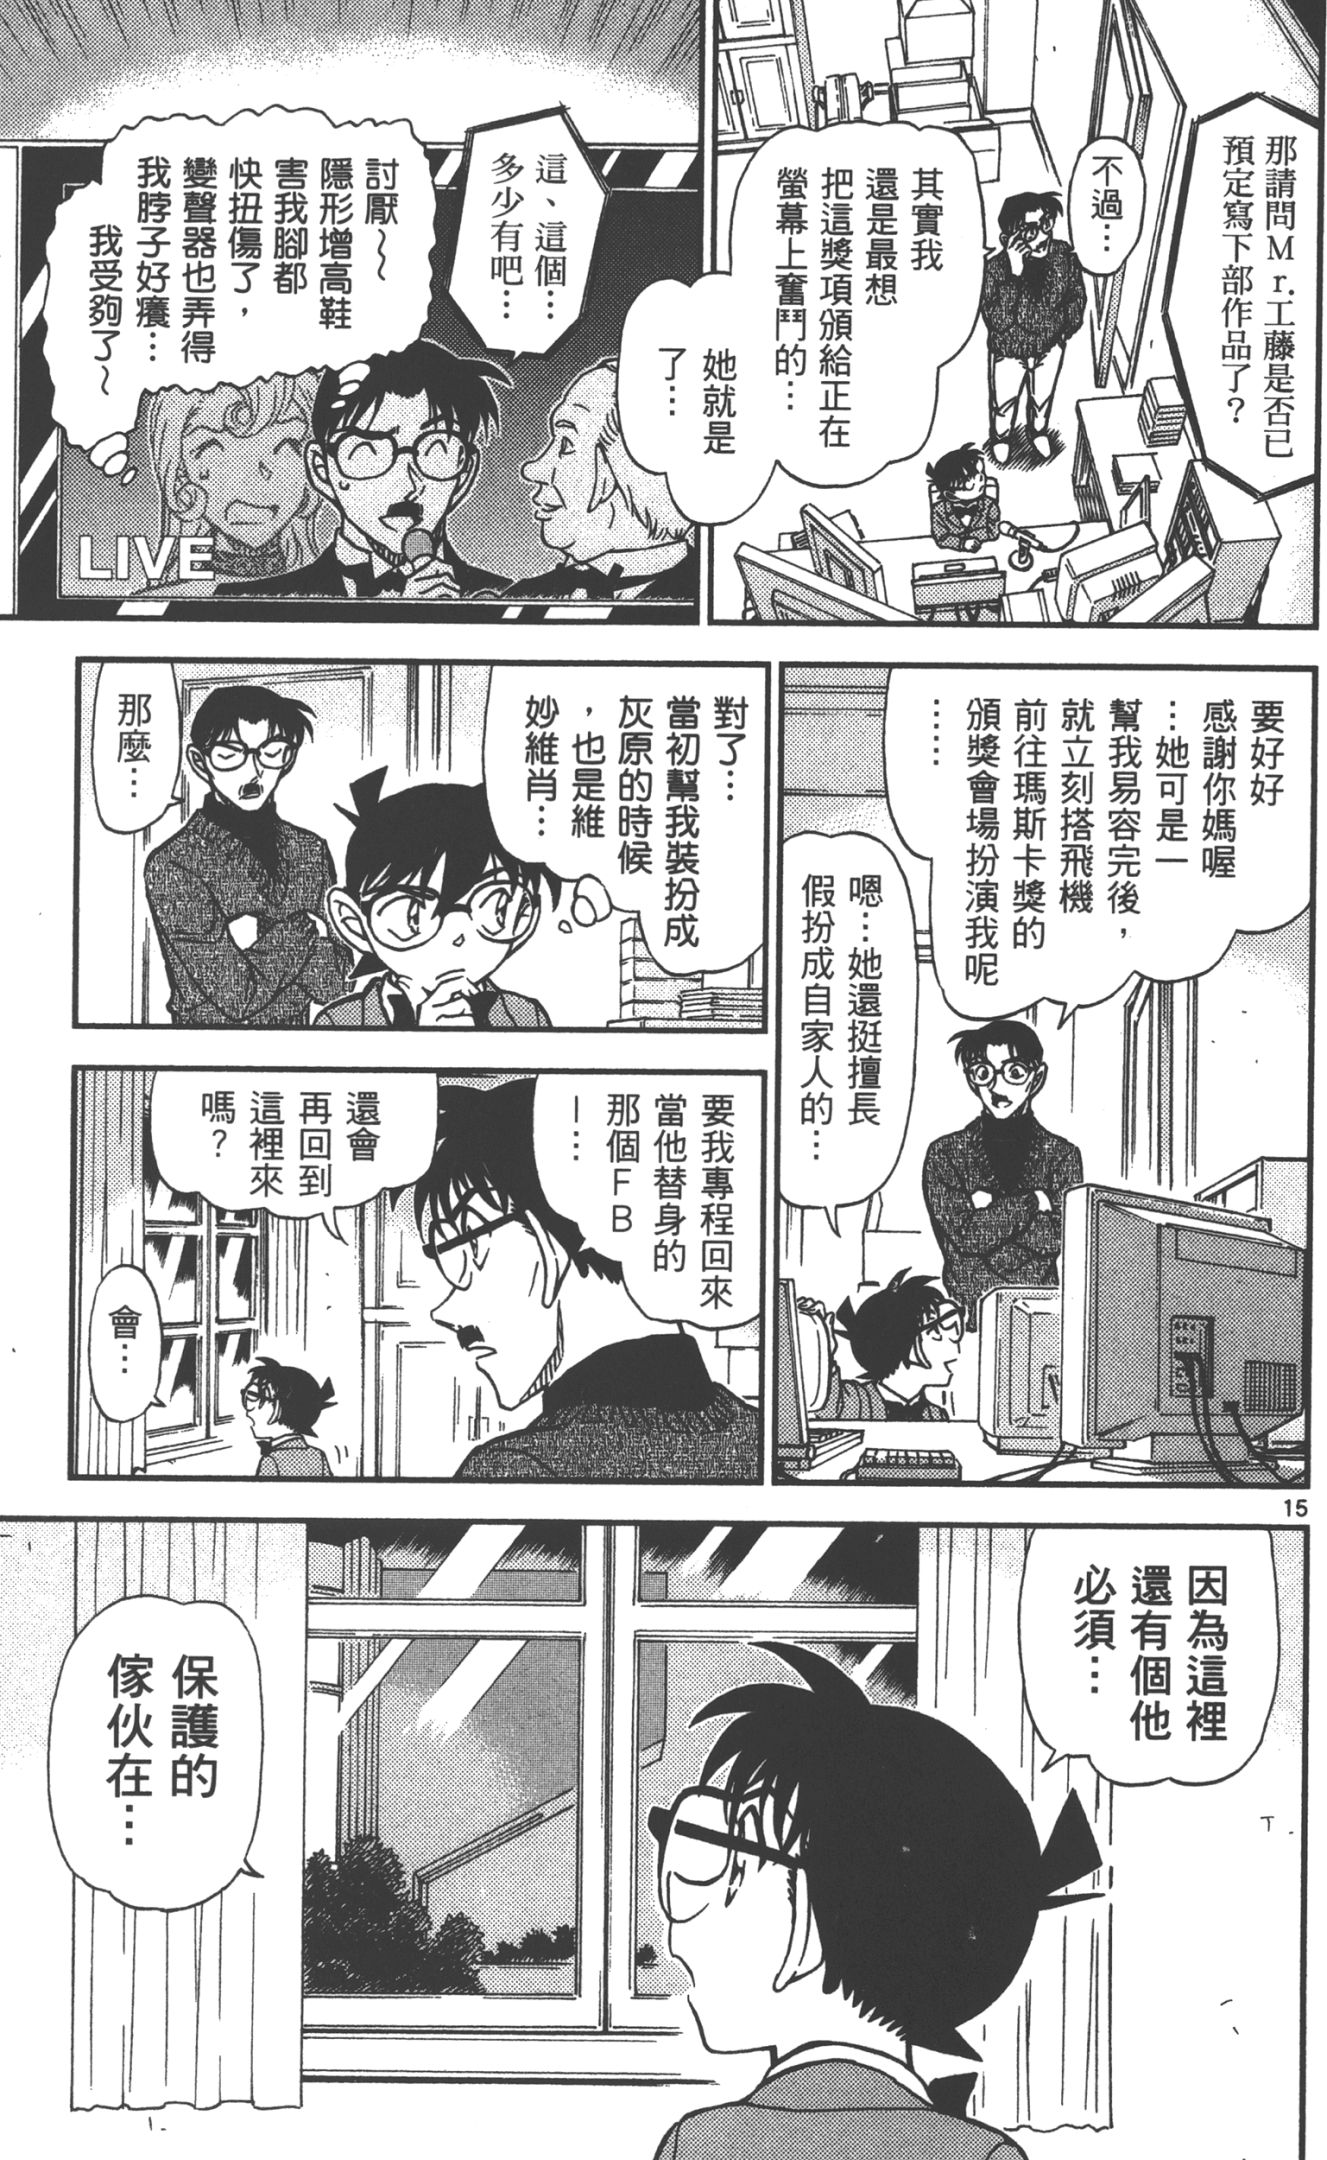 那請問Mr.工藤是否已
預定寫下部作品了？
不過…
其實我
還是最想
把這獎項頒給正在
螢幕上奮鬥的…
她就是
了…
這、這個…
多少有吧…
討厭～
隱形增高鞋
害我腳都
快扭傷了，
變聲器也弄得
我脖子好癢…
我受夠了～
LIVE
要好好
感謝你媽喔
…她可是一
幫我易容完後，
就立刻搭飛機
前往瑪斯卡獎的
頒獎會場扮演我呢
……
嗯…她還挺擅長
假扮成自家人的…
對了…
當初幫我裝扮成
灰原的時候
，也是維
妙維肖…
那麼…
要我專程回來
當他替身的
那個FB
I…
還會
再回到
這裡來
嗎？
會…
15
因為這裡
還有個他
必須…
保護的
傢伙在…